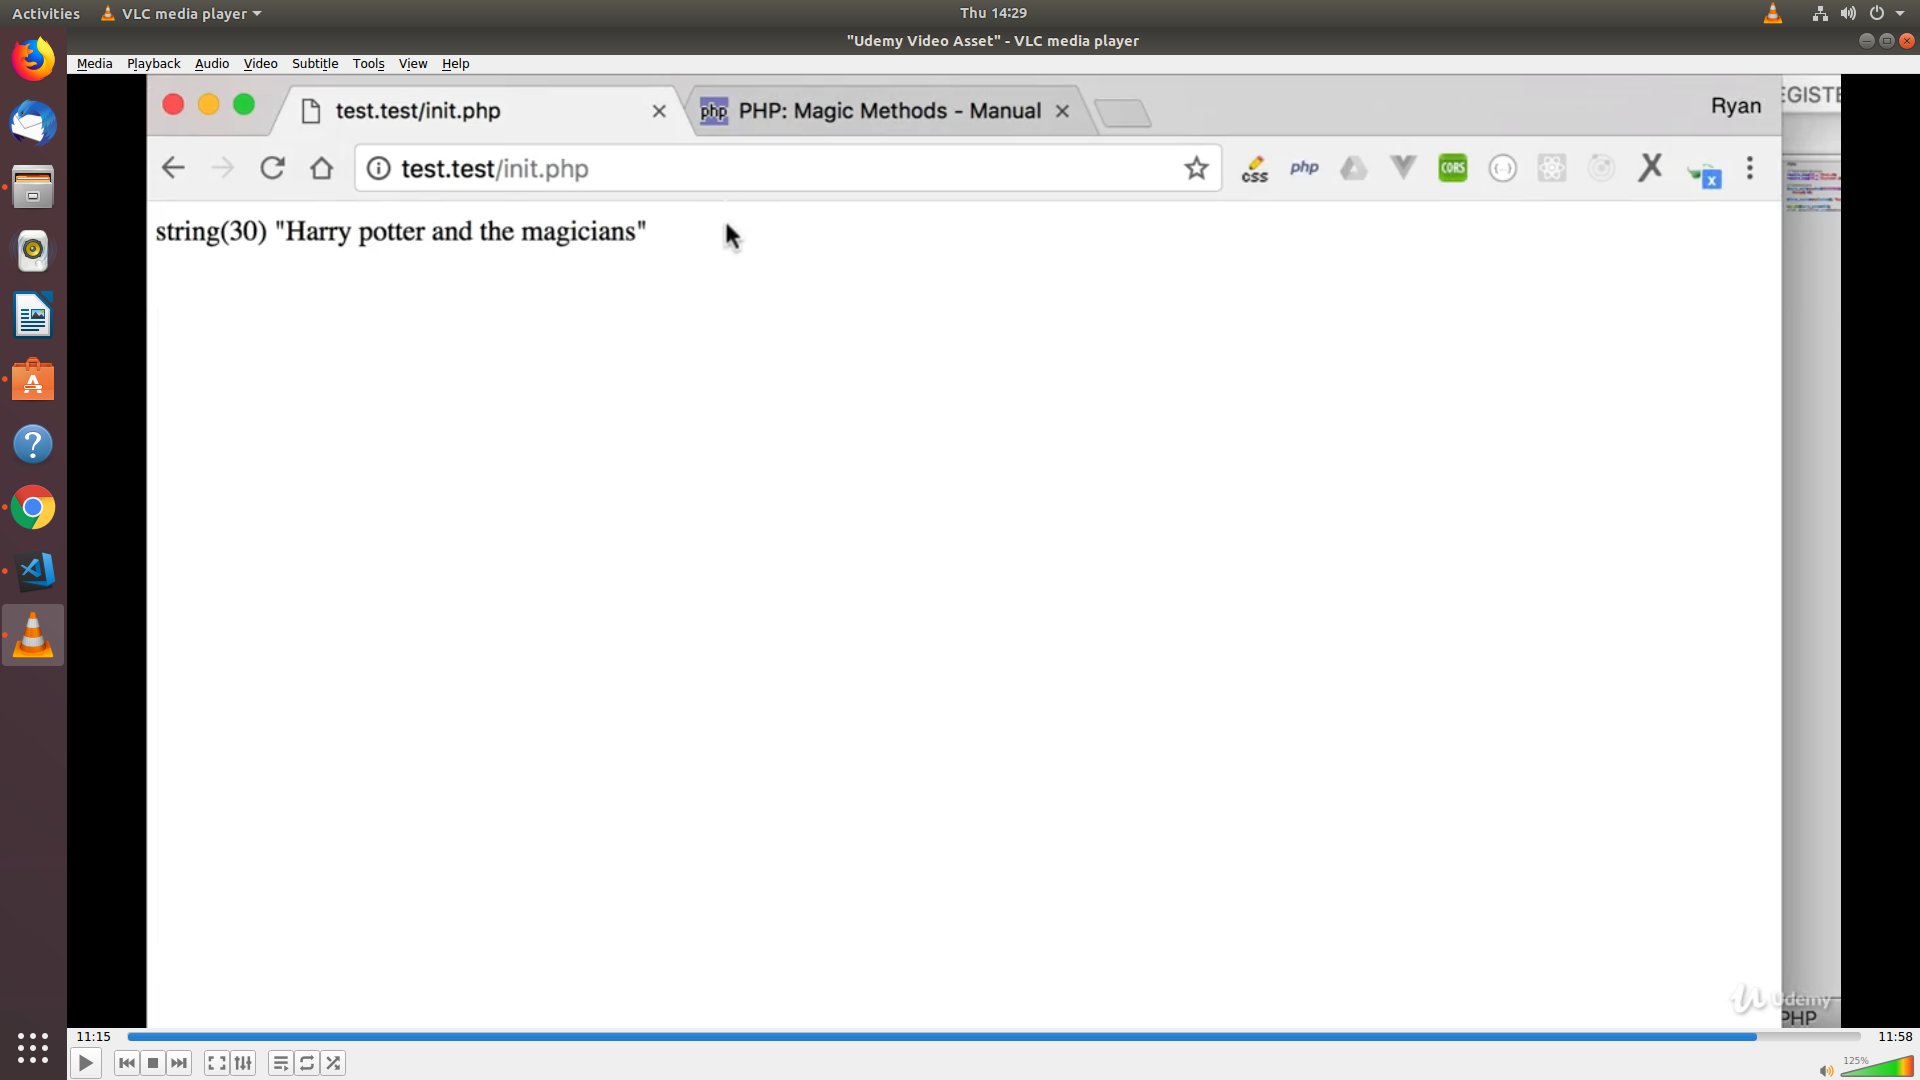 Activities
VLC media player
Thu 14:29
"Udemy Video Asset" - VLC media player
Media Playback Audio Video Subtitle Tools View Help
test.test/init.php
php PHP: Magic Methods - Manual
Ryan
EGISTE
test.test/init.php
css php CORS X x
string(30) "Harry potter and the magicians"
Udemy
PHP
11:15
11:58
125%